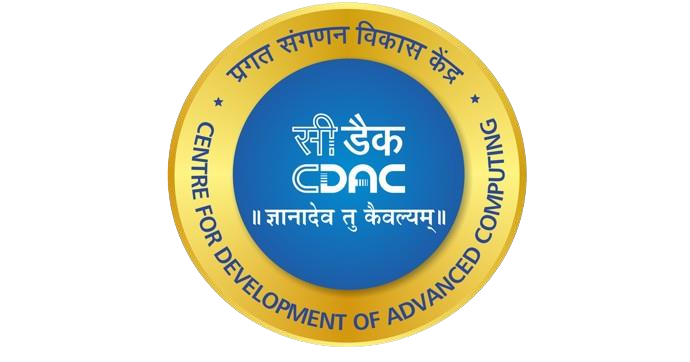 प्रगत संगणन विकास केंद्र
सी डैक
CDAC
॥ ज्ञानादेव तु कैवल्यम्॥
CENTRE FOR DEVELOPMENT OF ADVANCED COMPUTING